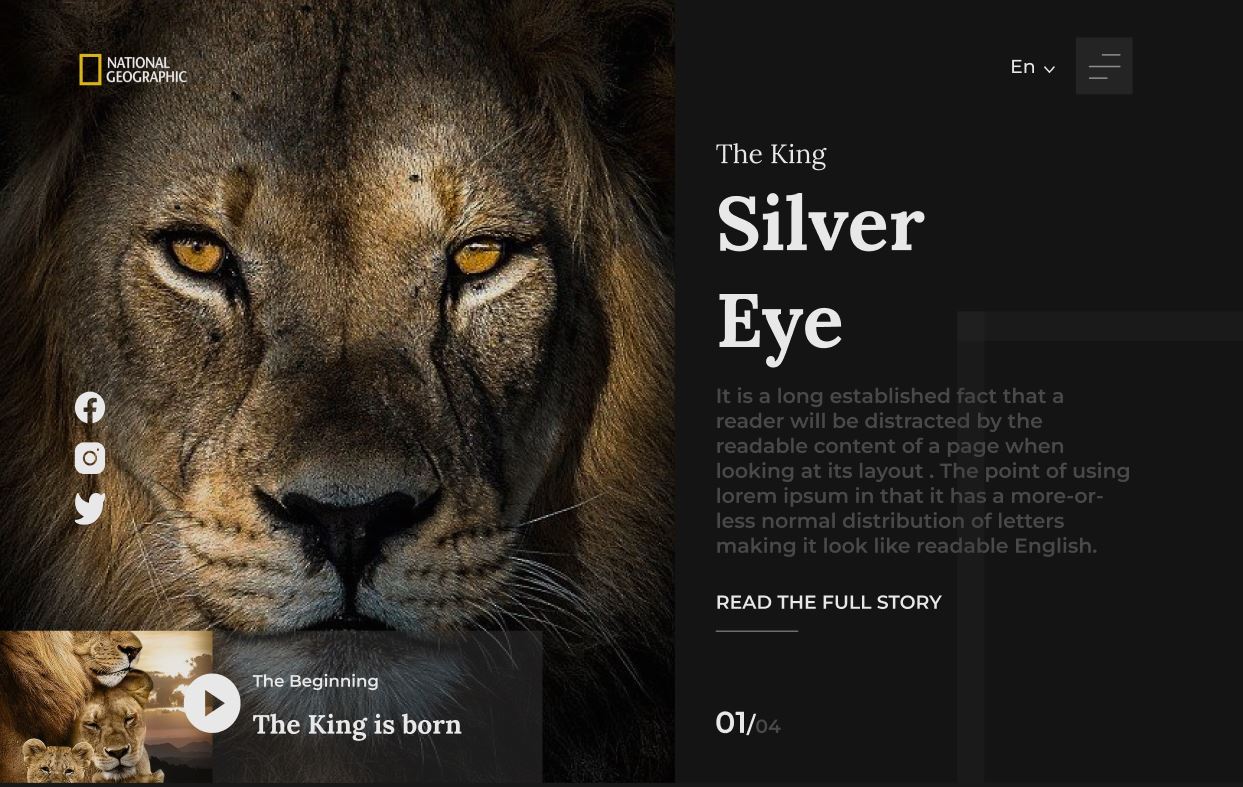 NATIONAL
GEOGRAPHIC
En
The King
Silver
Eye
It is a long established fact that a
reader will be distracted by the
readable content of a page when
looking at its layout . The point of using
lorem ipsum in that it has a more-or-
less normal distribution of letters
making it look like readable English.
READ THE FULL STORY
The Beginning
The King is born
01/04